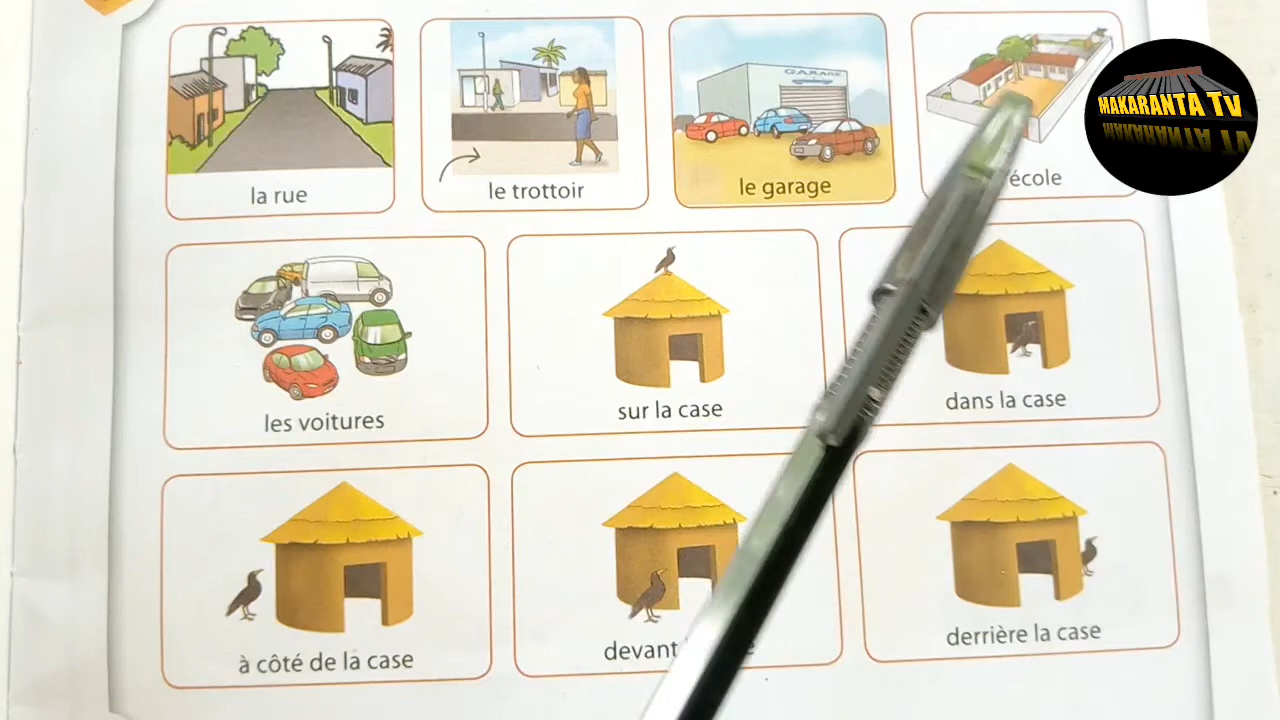 la rue
le trottoir
GARAGE
le garage
école
MAKARANTA TV
les voitures
sur la case
dans la case
à côté de la case
devant
derrière la case